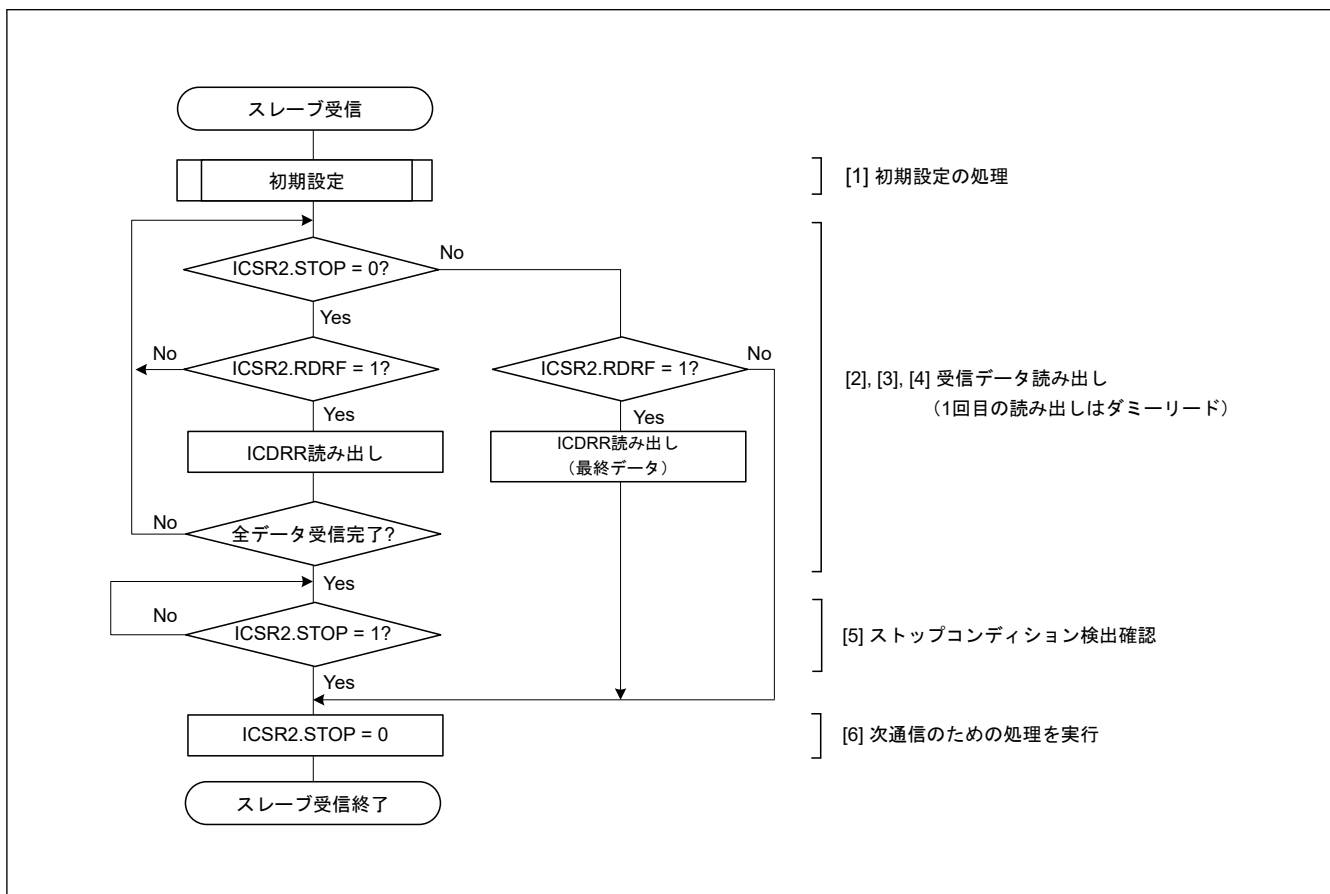 スレーブ受信
初期設定
[1] 初期設定の処理
ICSR2.STOP = 0?
No
Yes
No
ICSR2.RDRF = 1?
ICSR2.RDRF = 1?
No
[2], [3], [4] 受信データ読み出し
（1回目の読み出しはダミーリード）
Yes
Yes
ICDRR読み出し
ICDRR読み出し
（最終データ）
No
全データ受信完了?
Yes
No
ICSR2.STOP = 1?
[5] ストップコンディション検出確認
Yes
ICSR2.STOP = 0
[6] 次通信のための処理を実行
スレーブ受信終了